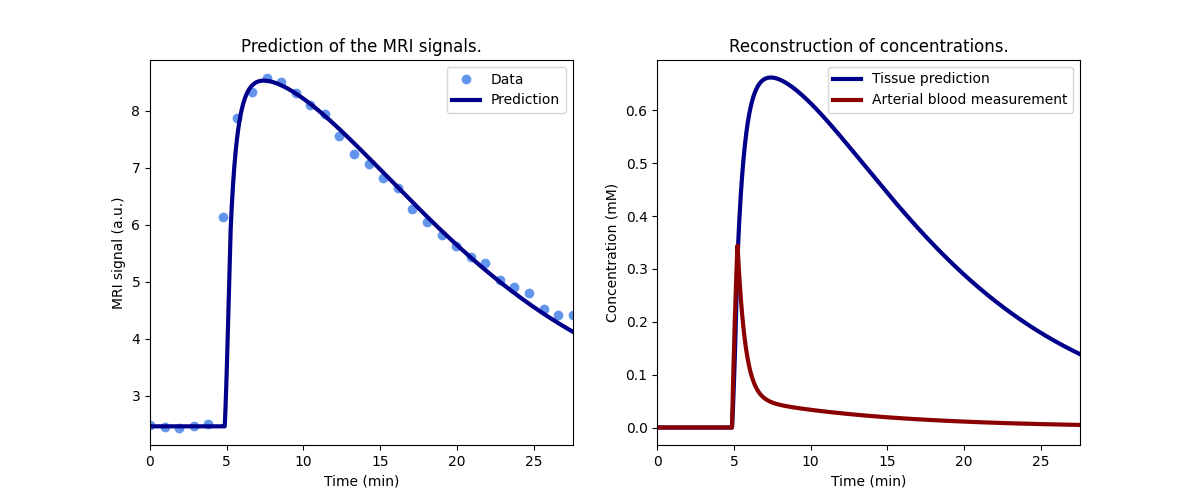 Prediction of the MRI signals.
MRI signal (a.u.)
8
7
6
5
4
3
Data
Prediction
0 5 10 15 20 25
Time (min)
Reconstruction of concentrations.
Concentration (mM)
0.6
0.5
0.4
0.3
0.2
0.1
0.0
Tissue prediction
Arterial blood measurement
0 5 10 15 20 25
Time (min)